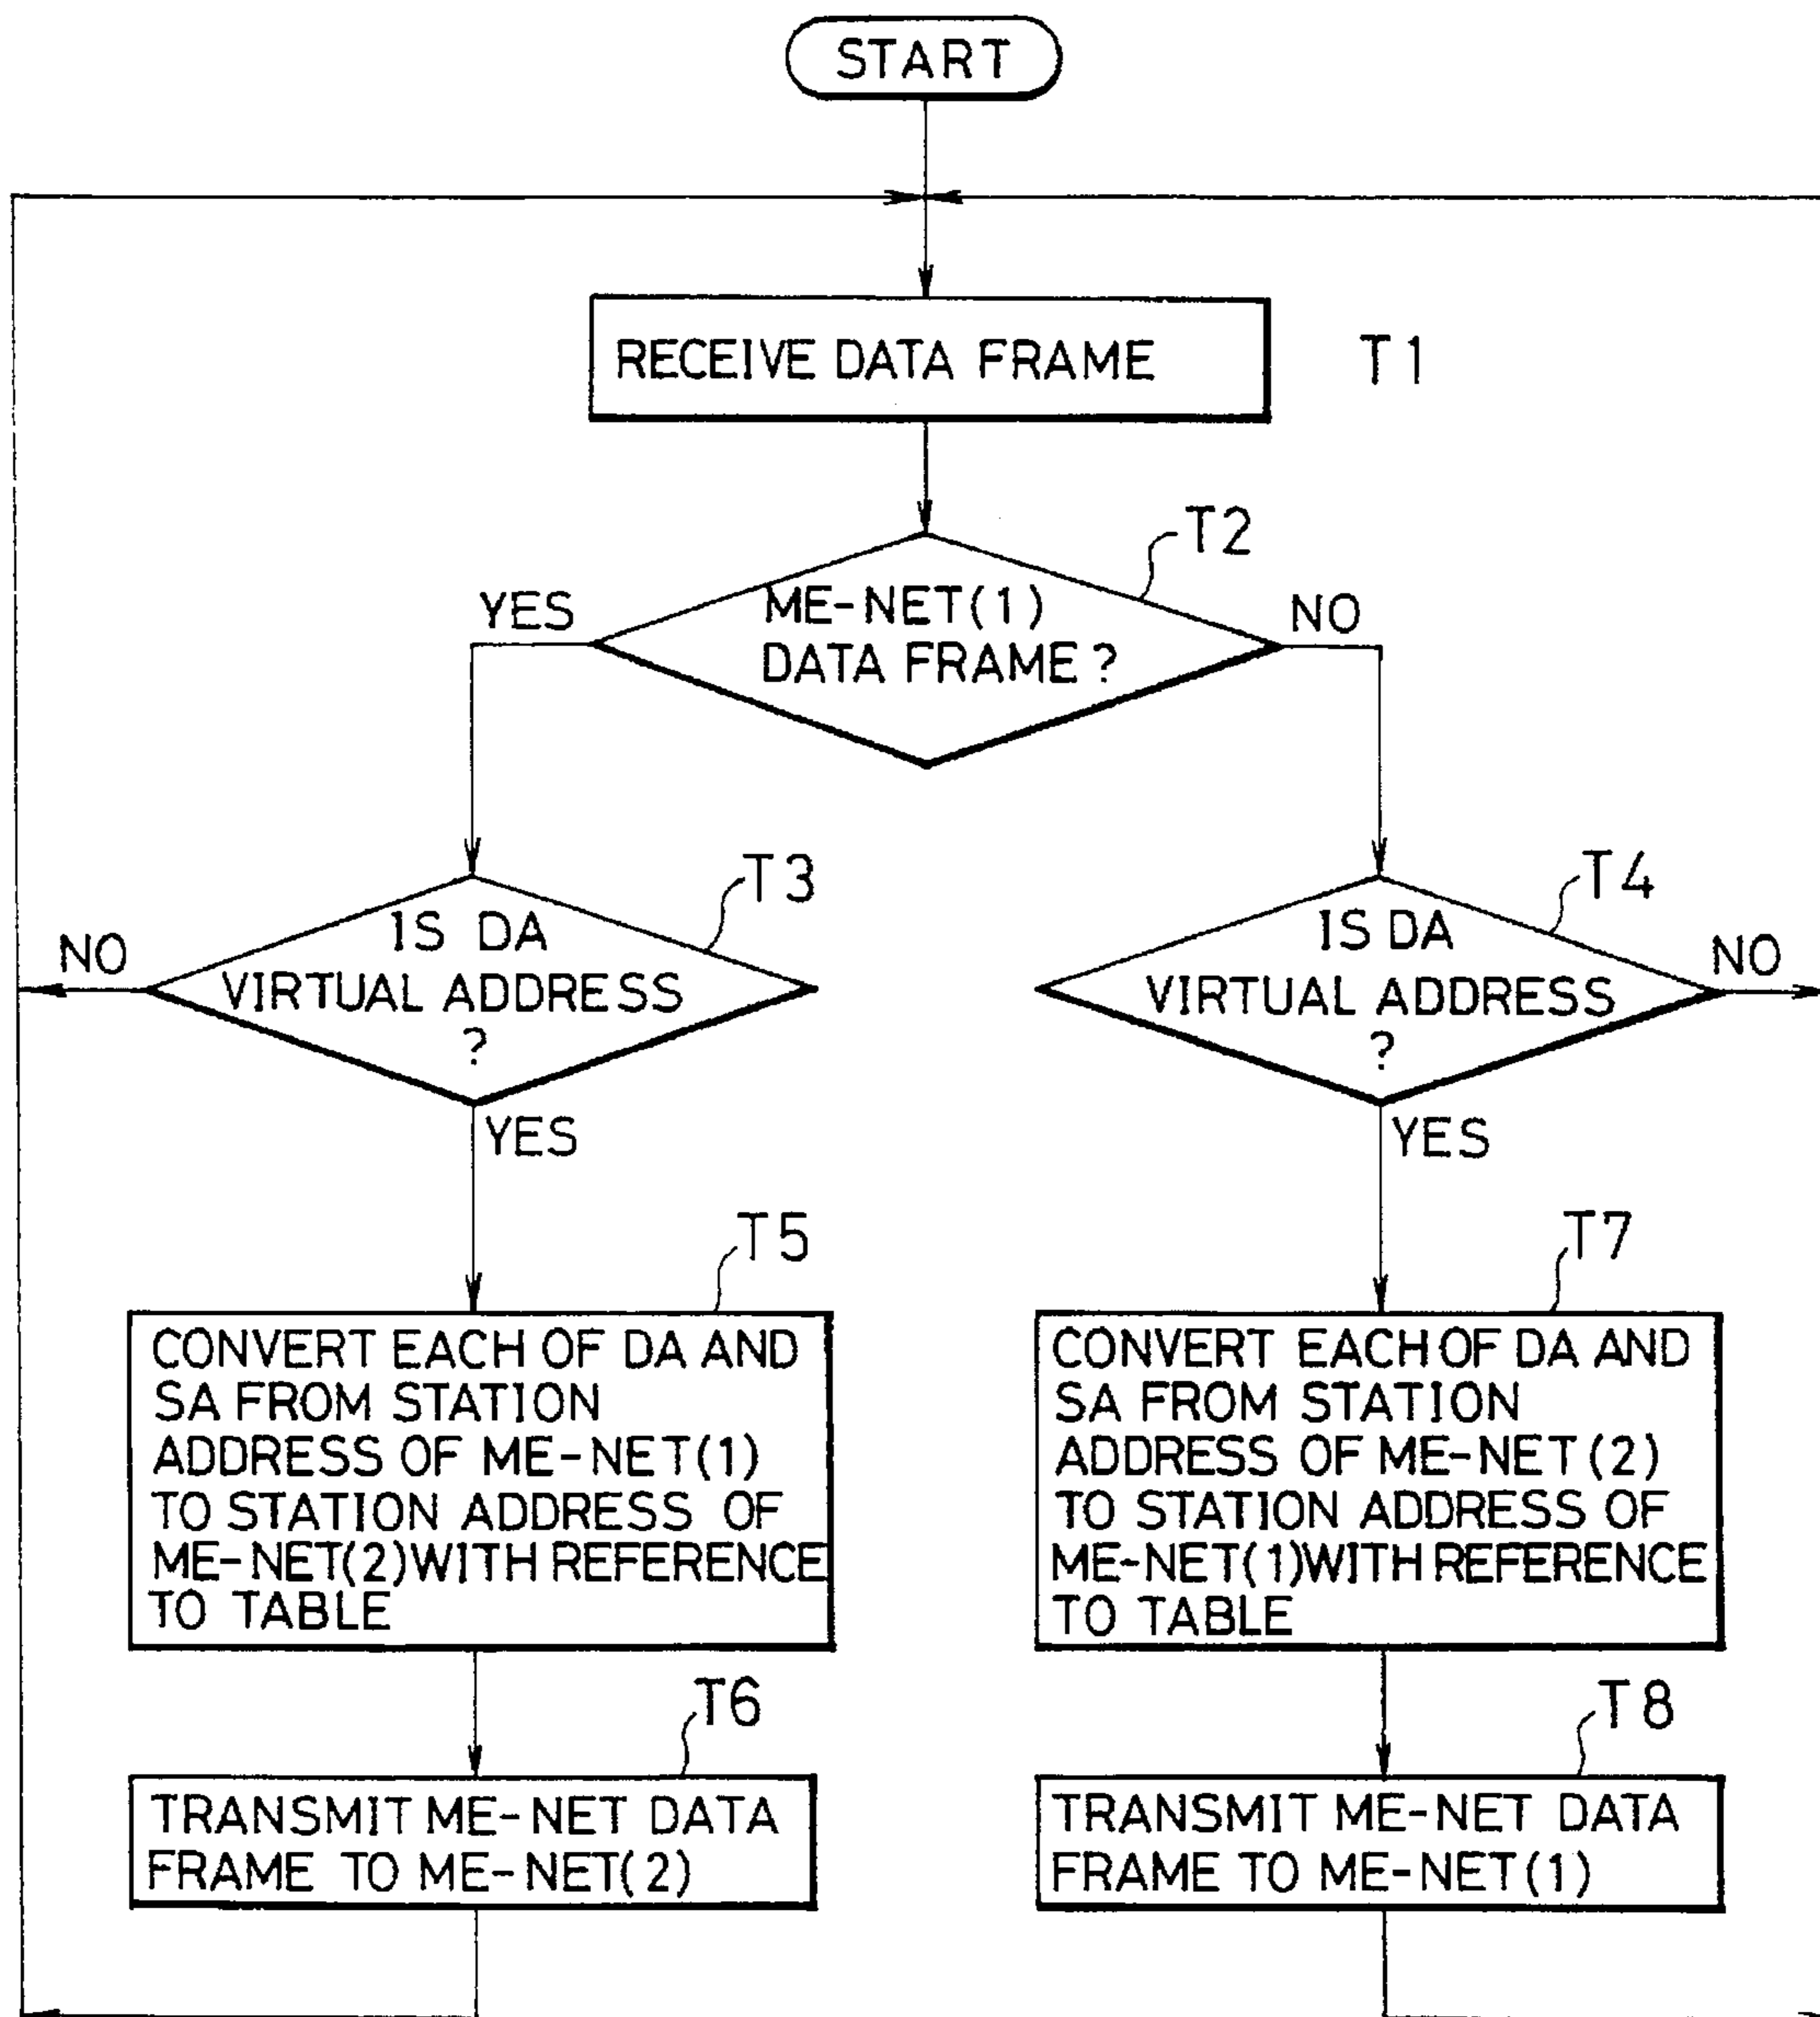 START
RECEIVE DATA FRAME
T1
T2
YES
ME-NET(1)
DATA FRAME?
NO
T3
IS DA
VIRTUAL ADDRESS
?
NO
YES
T4
IS DA
VIRTUAL ADDRESS
?
NO
YES
T5
CONVERT EACH OF DA AND
SA FROM STATION
ADDRESS OF ME-NET(1)
TO STATION ADDRESS OF
ME-NET(2)WITH REFERENCE
TO TABLE
T7
CONVERT EACH OF DA AND
SA FROM STATION
ADDRESS OF ME-NET(2)
TO STATION ADDRESS OF
ME-NET(1)WITH REFERENCE
TO TABLE
T6
TRANSMIT ME-NET DATA
FRAME TO ME-NET(2)
T8
TRANSMIT ME-NET DATA
FRAME TO ME-NET(1)